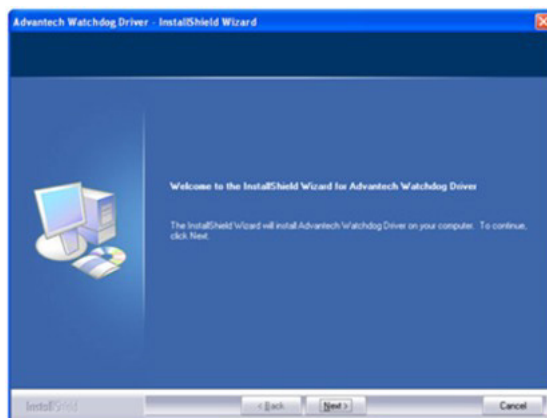 Advantech Watchdog Driver - InstallShield Wizard
Welcome to the InstallShield Wizard for Advantech Watchdog Driver
The InstallShield Wizard will install Advantech Watchdog Driver on your computer. To continue,
click Next.
InstallShield
< Back
Next >
Cancel